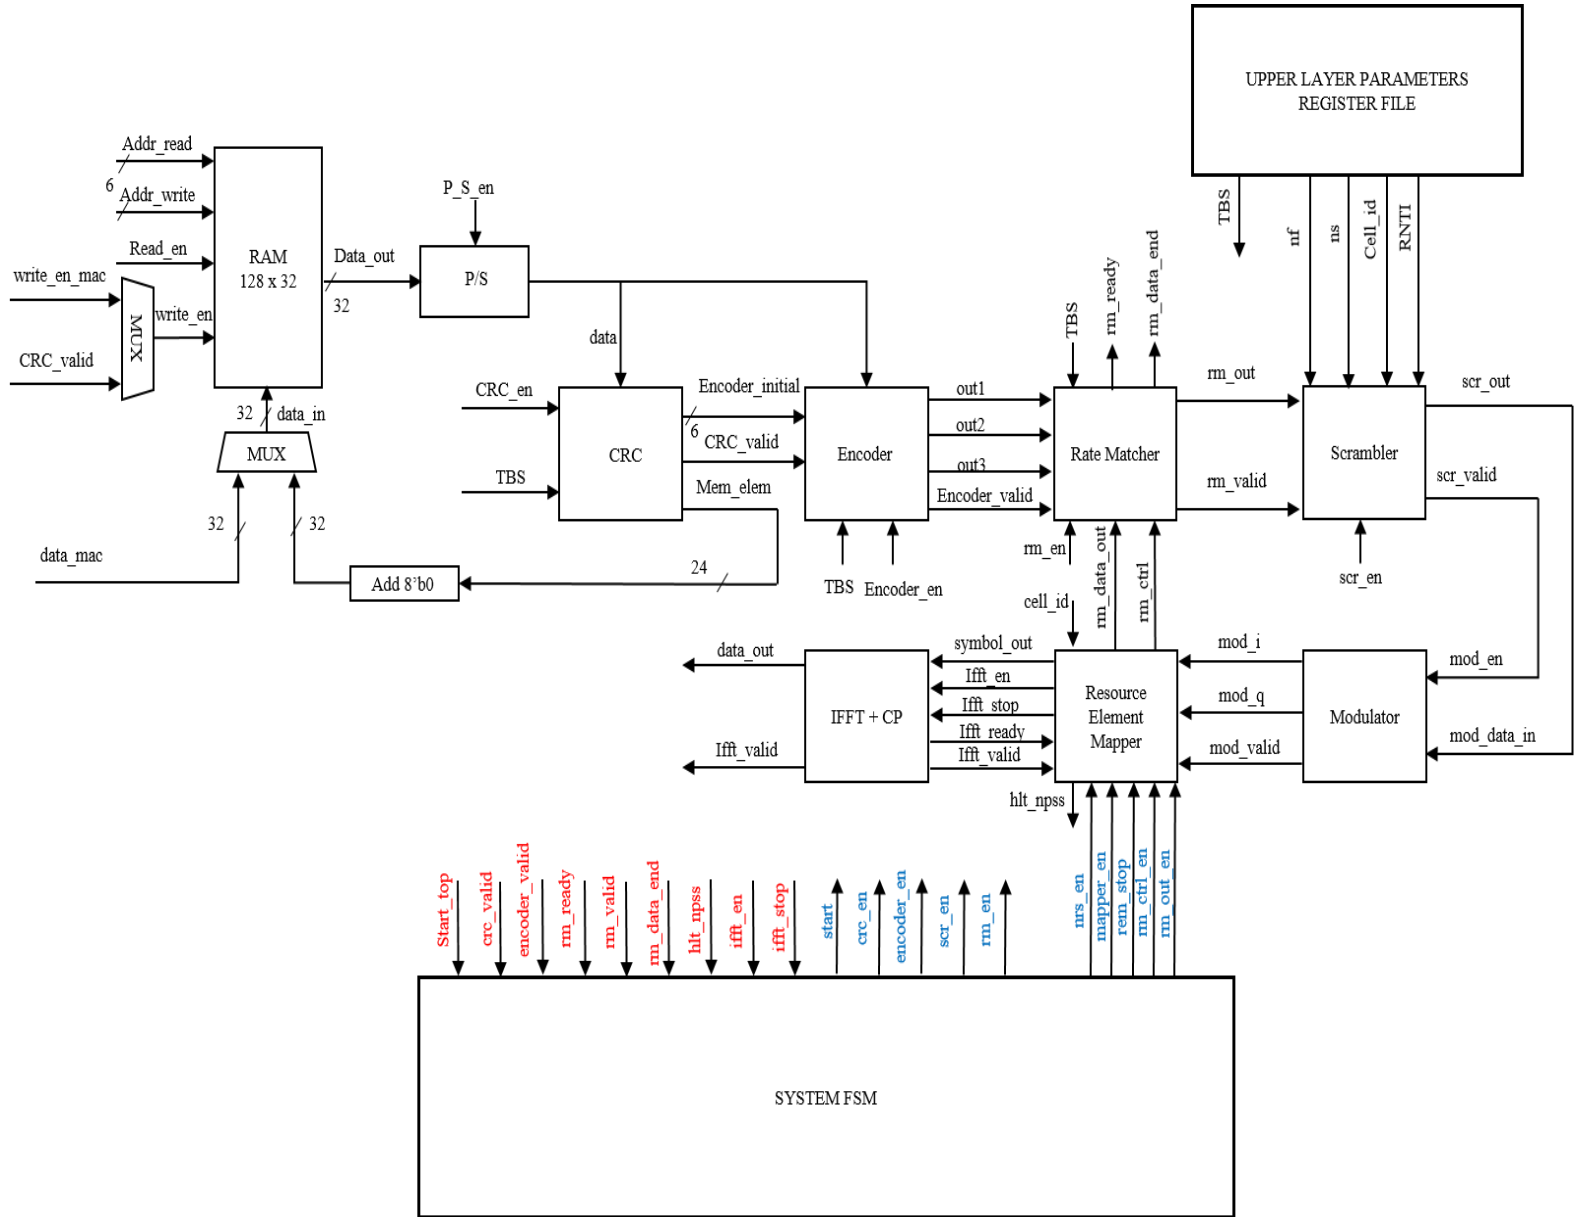 UPPER LAYER PARAMETERS
REGISTER FILE
TBS
nf
ns
Cell_id
RNTI
Addr_read
6
Addr_write
Read_en
write_en_mac
MUX
write_en
CRC_valid
RAM
128 x 32
Data_out
32
P_S_en
P/S
data
32
data_in
MUX
32
32
data_mac
Add 8'b0
24
CRC_en
TBS
CRC
Encoder_initial
6
CRC_valid
Mem_elem
Encoder
TBS
Encoder_en
out1
out2
out3
Encoder_valid
TBS
rm_ready
rm_data_end
Rate Matcher
rm_en
rm_data_out
rm_ctrl
rm_out
rm_valid
Scrambler
scr_en
scr_out
scr_valid
mod_en
mod_data_in
Modulator
mod_i
mod_q
mod_valid
cell_id
Resource
Element
Mapper
hlt_npss
symbol_out
Ifft_en
Ifft_stop
Ifft_ready
Ifft_valid
IFFT + CP
data_out
Ifft_valid
Start_top
crc_valid
encoder_valid
rm_ready
rm_valid
rm_data_end
hlt_npss
ifft_en
ifft_stop
start
crc_en
encoder_en
scr_en
rm_en
nrs_en
mapper_en
rem_stop
rm_ctrl_en
rm_out_en
SYSTEM FSM